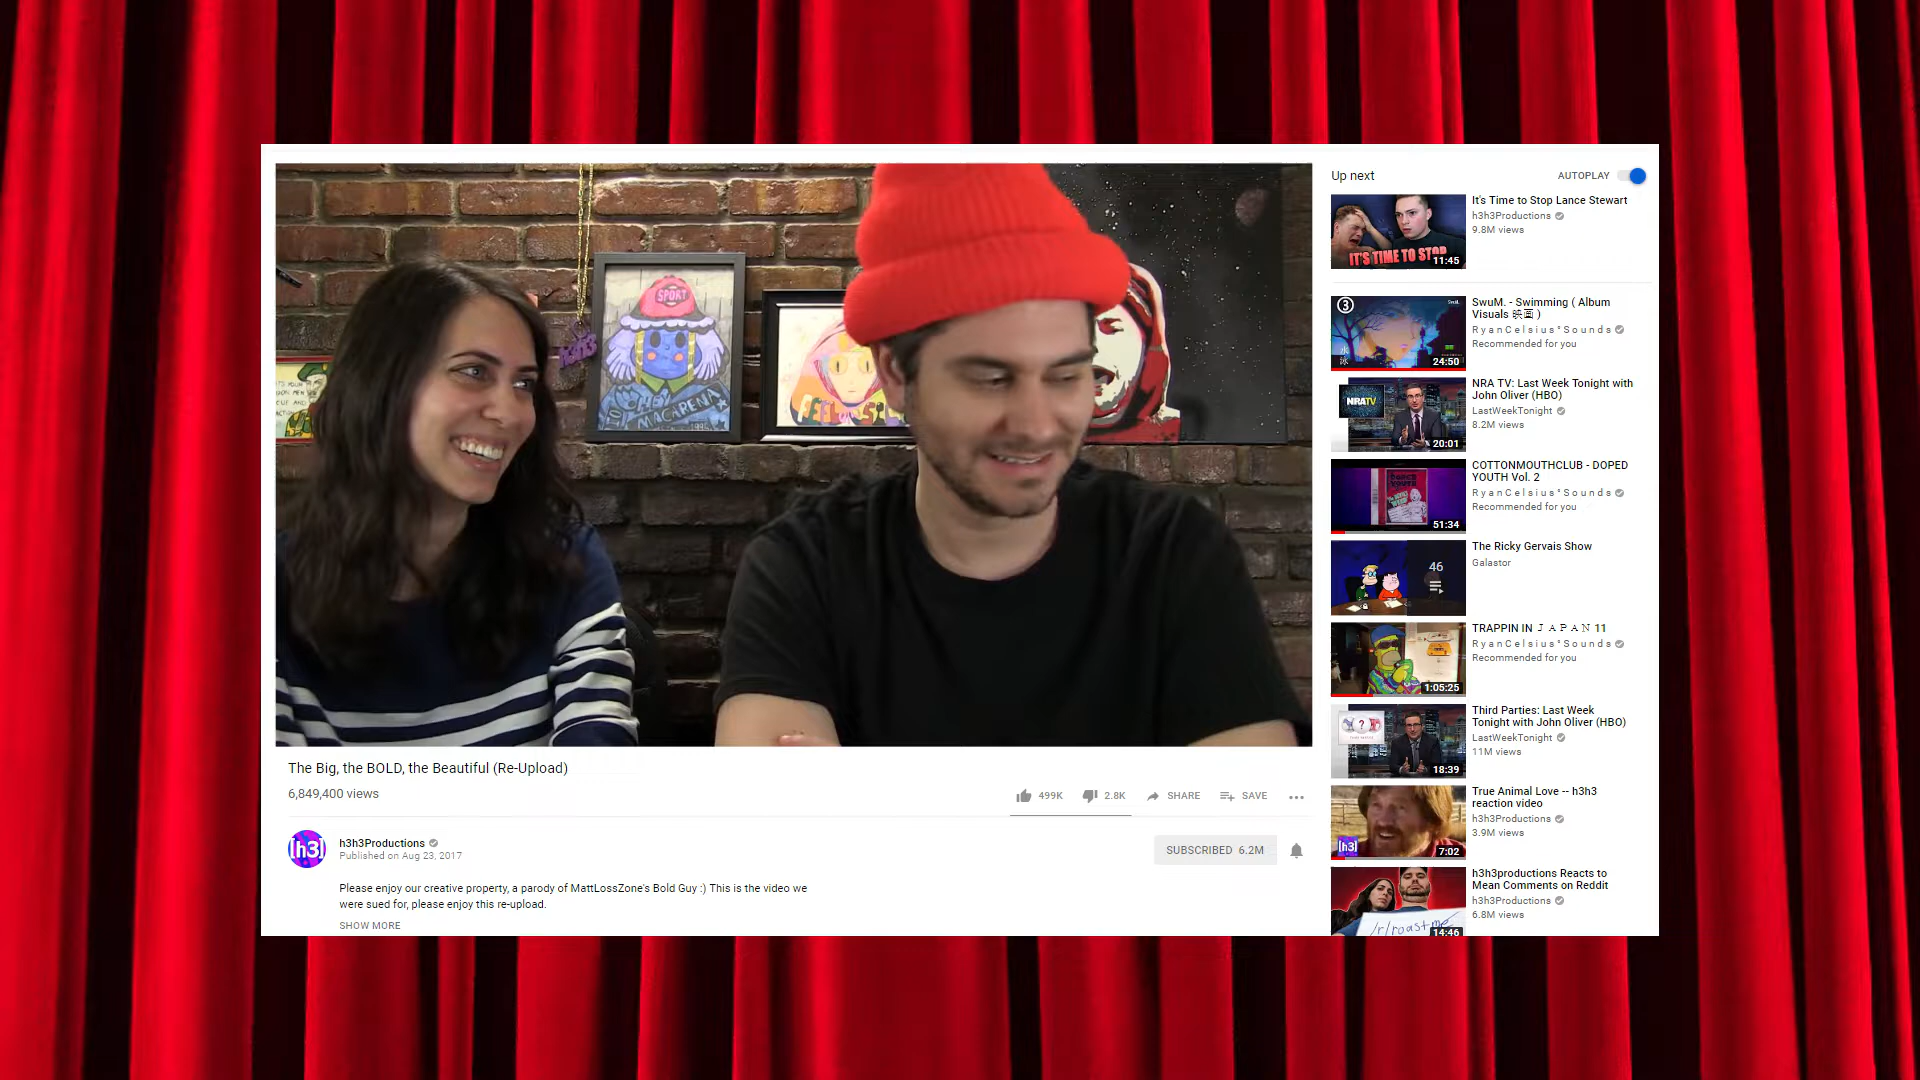 SPORT
h3h3
HEY
MACARENA
1995
The Big, the BOLD, the Beautiful (Re-Upload)
6,849,400 views
499K
2.8K
SHARE
SAVE
[h3]
h3h3Productions
Published on Aug 23, 2017
SUBSCRIBED 6.2M
Please enjoy our creative property, a parody of MattLossZone's Bold Guy :) This is the video we
were sued for, please enjoy this re-upload.
SHOW MORE
Up next
AUTOPLAY
IT'S TIME TO STOP
11:45
It's Time to Stop Lance Stewart
h3h3Productions
9.8M views
3
24:50
SwuM. - Swimming ( Album
Visuals 映画 )
RyanCelsius°Sounds
Recommended for you
NRATV
20:01
NRA TV: Last Week Tonight with
John Oliver (HBO)
LastWeekTonight
8.2M views
51:34
COTTONMOUTHCLUB - DOPED
YOUTH Vol. 2
RyanCelsius°Sounds
Recommended for you
46
The Ricky Gervais Show
Galastor
1:05:25
TRAPPIN IN ＪＡＰＡＮ 11
RyanCelsius°Sounds
Recommended for you
18:39
Third Parties: Last Week
Tonight with John Oliver (HBO)
LastWeekTonight
11M views
[h3]
7:02
True Animal Love -- h3h3
reaction video
h3h3Productions
3.9M views
/r/roastme
14:46
h3h3productions Reacts to
Mean Comments on Reddit
h3h3Productions
6.8M views